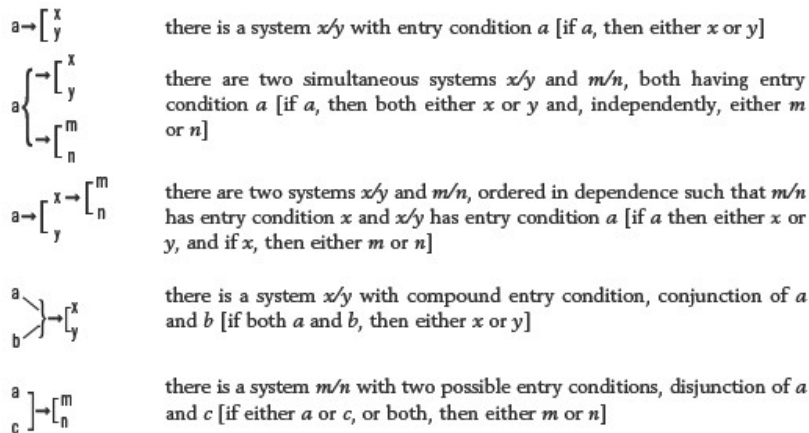 a→[x y there is a system x/y with entry condition a [if a, then either x or y]
a{→[x y →[m n there are two simultaneous systems x/y and m/n, both having entry
condition a [if a, then both either x or y and, independently, either m
or n]
a→[x→[m n y there are two systems x/y and m/n, ordered in dependence such that m/n
has entry condition x and x/y has entry condition a [if a then either x or
y, and if x, then either m or n]
a b}→[x y there is a system x/y with compound entry condition, conjunction of a
and b [if both a and b, then either x or y]
a c]→[m n there is a system m/n with two possible entry conditions, disjunction of a
and c [if either a or c, or both, then either m or n]